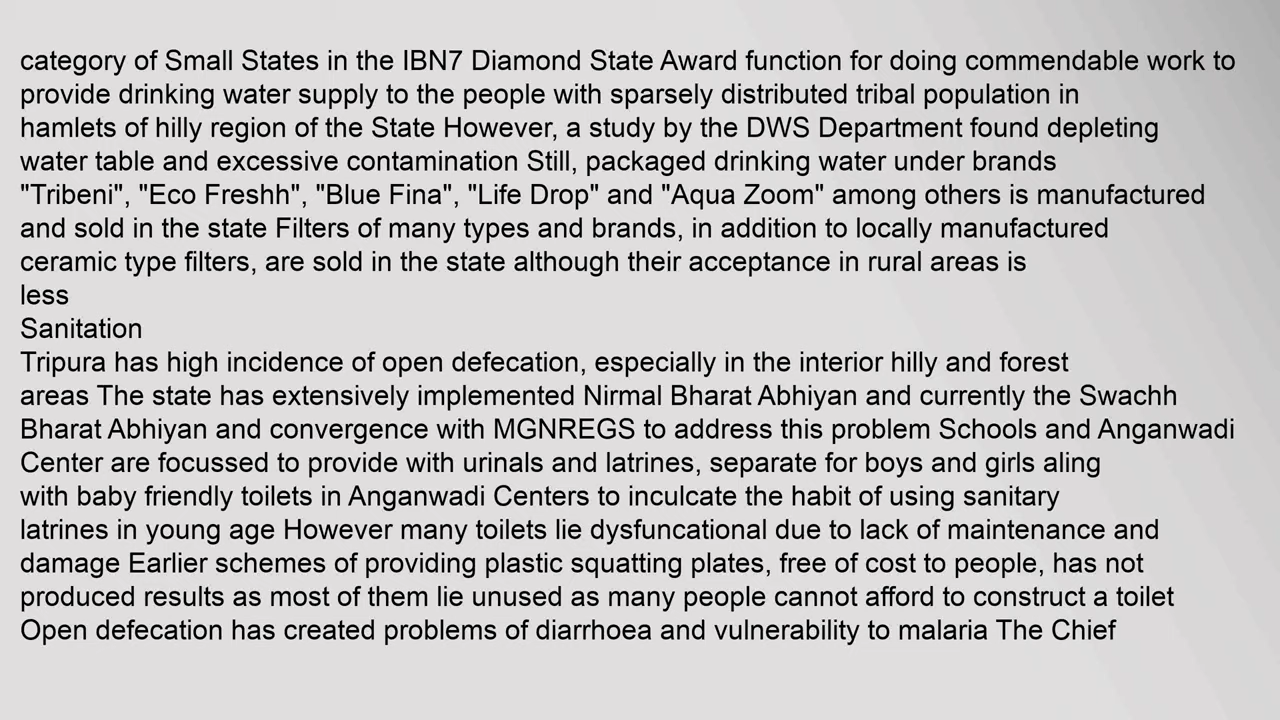 category of Small States in the IBN7 Diamond State Award function for doing commendable work to
provide drinking water supply to the people with sparsely distributed tribal population in
hamlets of hilly region of the State However, a study by the DWS Department found depleting
water table and excessive contamination Still, packaged drinking water under brands
"Tribeni", "Eco Freshh", "Blue Fina", "Life Drop" and "Aqua Zoom" among others is manufactured
and sold in the state Filters of many types and brands, in addition to locally manufactured
ceramic type filters, are sold in the state although their acceptance in rural areas is
less
Sanitation
Tripura has high incidence of open defecation, especially in the interior hilly and forest
areas The state has extensively implemented Nirmal Bharat Abhiyan and currently the Swachh
Bharat Abhiyan and convergence with MGNREGS to address this problem Schools and Anganwadi
Center are focussed to provide with urinals and latrines, separate for boys and girls aling
with baby friendly toilets in Anganwadi Centers to inculcate the habit of using sanitary
latrines in young age However many toilets lie dysfuncational due to lack of maintenance and
damage Earlier schemes of providing plastic squatting plates, free of cost to people, has not
produced results as most of them lie unused as many people cannot afford to construct a toilet
Open defecation has created problems of diarrhoea and vulnerability to malaria The Chief